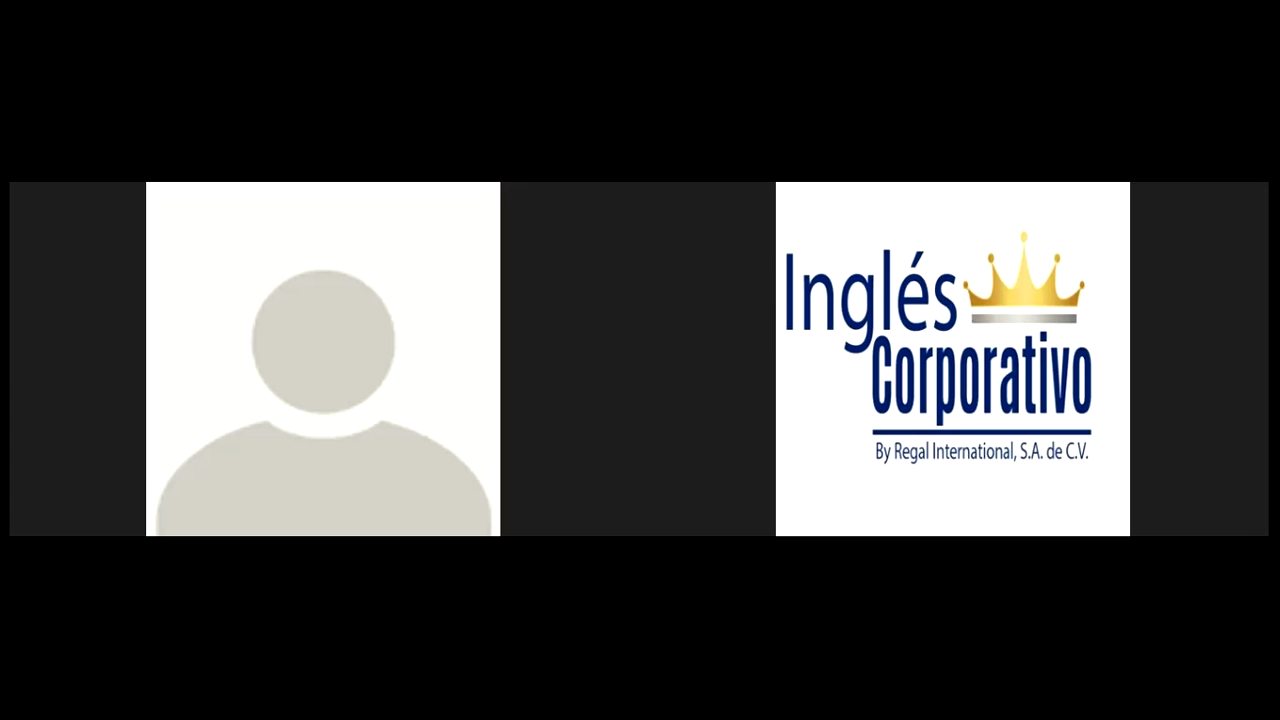 Inglés
Corporativo
By Regal International, S.A. de C.V.